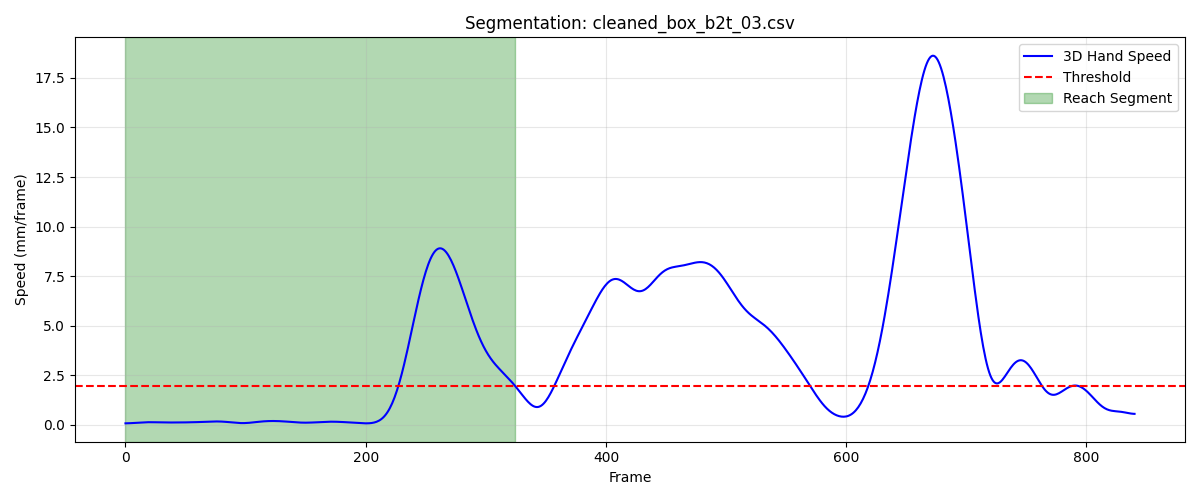 Segmentation: cleaned_box_b2t_03.csv
3D Hand Speed
Threshold
Reach Segment
Speed (mm/frame)
17.5
15.0
12.5
10.0
7.5
5.0
2.5
0.0
0
200
400
600
800
Frame